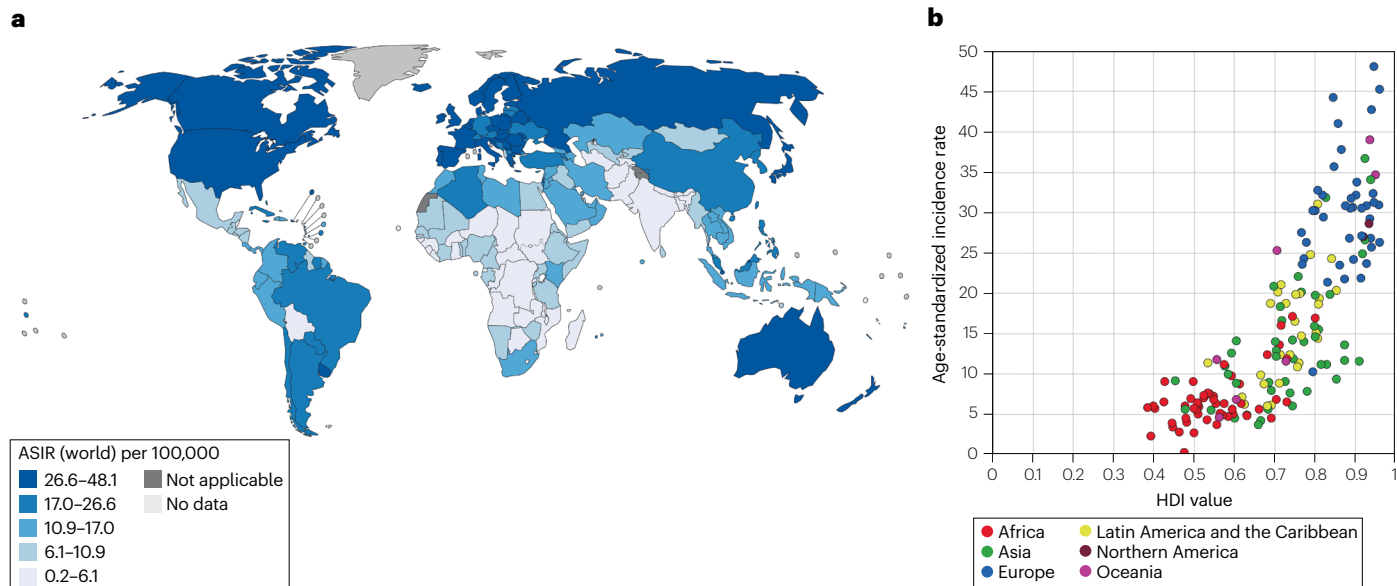 a
ASIR (world) per 100,000
26.6–48.1
17.0–26.6
10.9–17.0
6.1–10.9
0.2–6.1
Not applicable
No data
b
Age-standardized incidence rate
50
45
40
35
30
25
20
15
10
5
0
0 0.1 0.2 0.3 0.4 0.5 0.6 0.7 0.8 0.9 1
HDI value
Africa
Asia
Europe
Latin America and the Caribbean
Northern America
Oceania